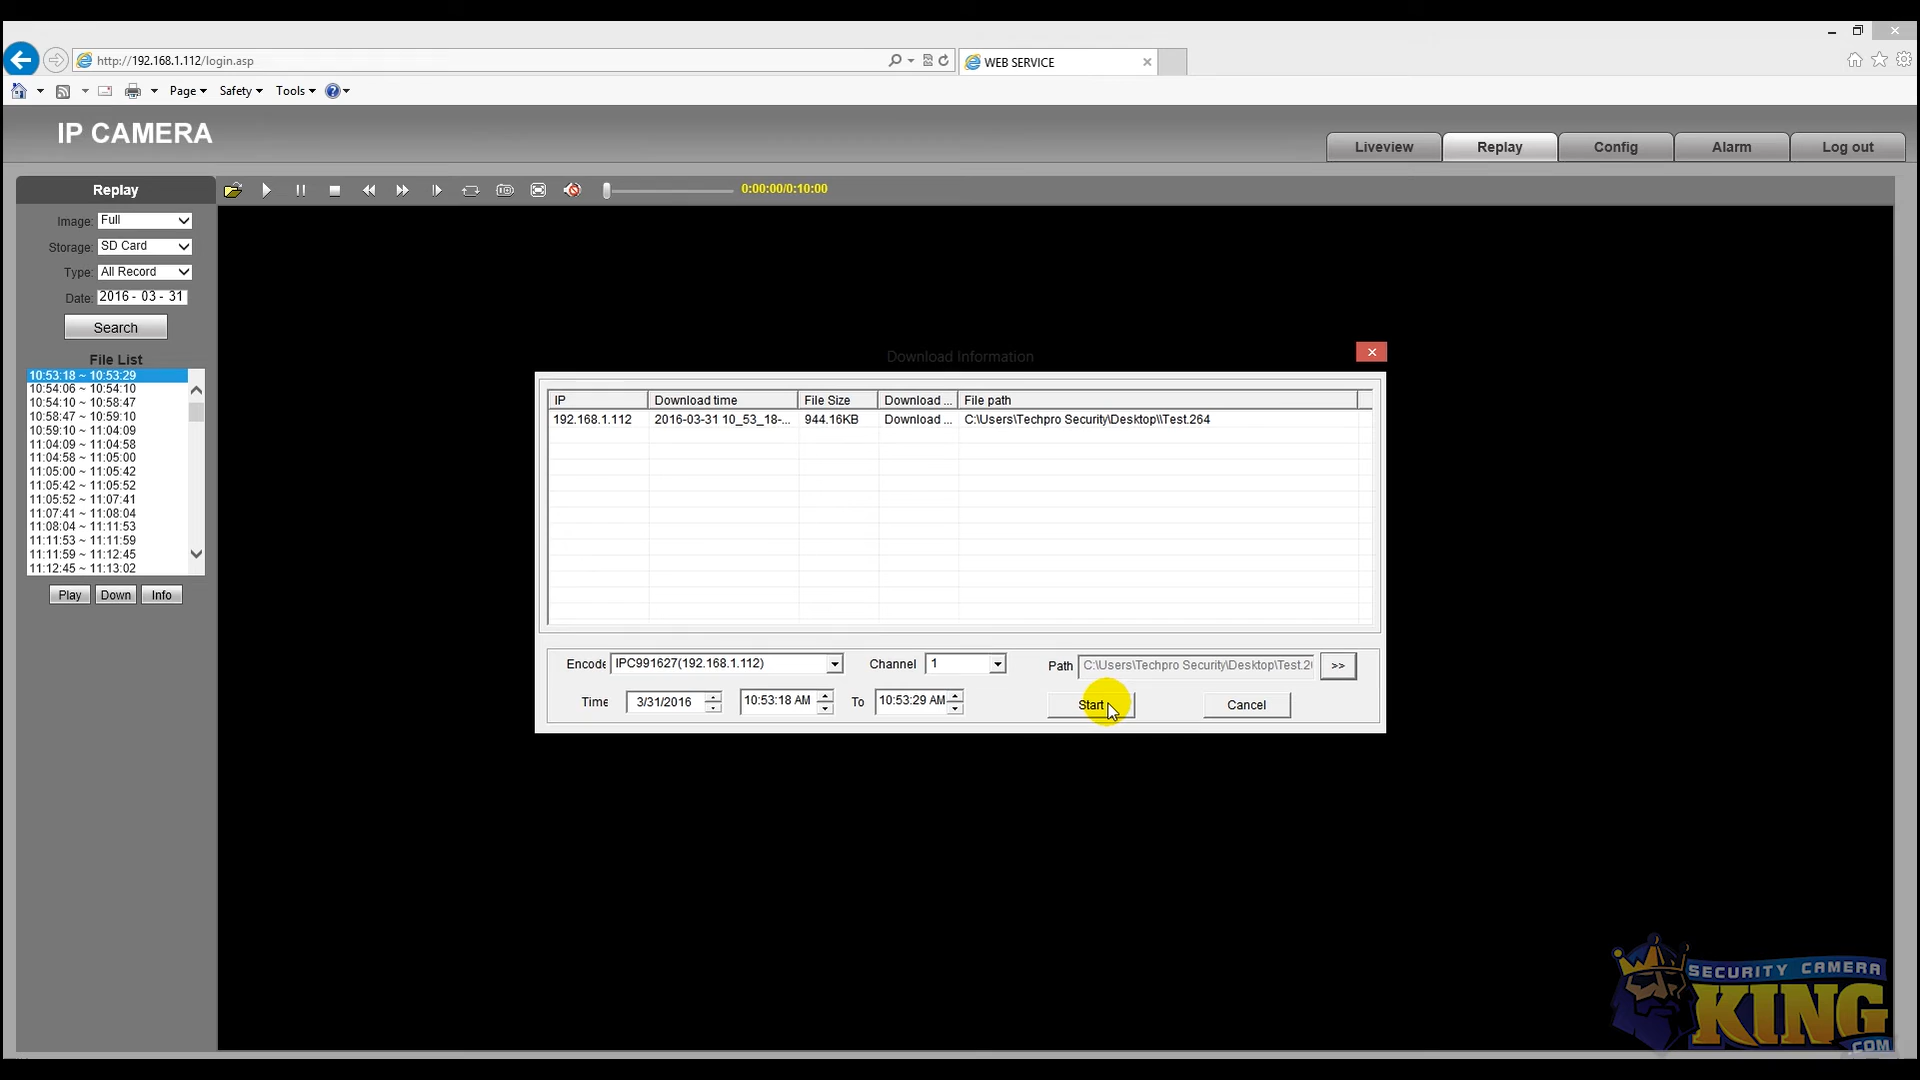 http://192.168.1.112/login.asp
WEB SERVICE
Page
Safety
Tools
IP CAMERA
Liveview
Replay
Config
Alarm
Log out
Replay
0:00:00/0:10:00
Image: Full
Storage: SD Card
Type: All Record
Date: 2016 - 03 - 31
Search
File List
10:53:18 ~ 10:53:29
10:54:06 ~ 10:54:10
10:54:10 ~ 10:58:47
10:58:47 ~ 10:59:10
10:59:10 ~ 11:04:09
11:04:09 ~ 11:04:58
11:04:58 ~ 11:05:00
11:05:00 ~ 11:05:42
11:05:42 ~ 11:05:52
11:05:52 ~ 11:07:41
11:07:41 ~ 11:08:04
11:08:04 ~ 11:11:53
11:11:53 ~ 11:11:59
11:11:59 ~ 11:12:45
11:12:45 ~ 11:13:02
Play Down Info
Download Information
IP Download time File Size Download ... File path
192.168.1.112 2016-03-31 10_53_18-... 944.16KB Download ... C:\Users\Techpro Security\Desktop\\Test.264
Encode IPC991627(192.168.1.112) Channel 1 Path C:\Users\Techpro Security\Desktop\Test.2 >>
Time 3/31/2016 10:53:18 AM To 10:53:29 AM Start Cancel
SECURITY CAMERA
KING
.COM